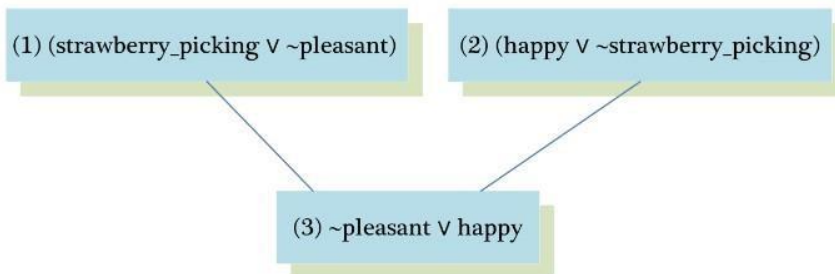 (1) (strawberry_picking ∨ ~pleasant)
(2) (happy ∨ ~strawberry_picking)
(3) ~pleasant ∨ happy